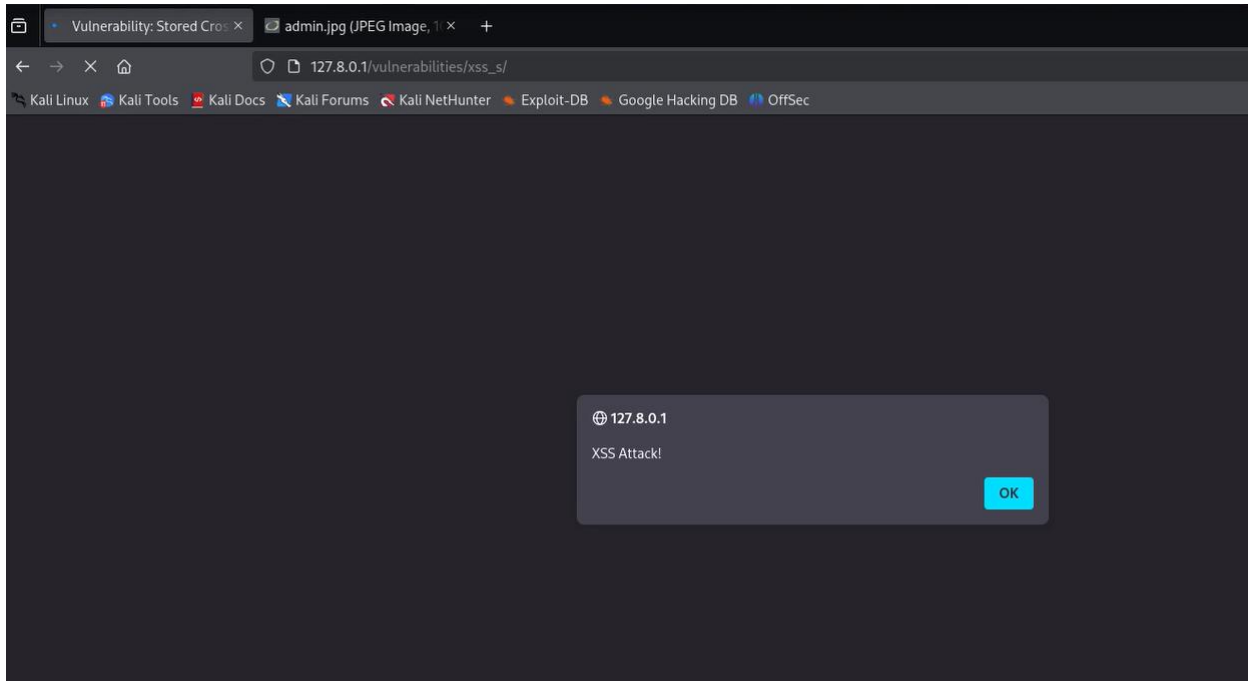 Vulnerability: Stored Cros
admin.jpg (JPEG Image, 1
127.8.0.1/vulnerabilities/xss_s/
Kali Linux Kali Tools Kali Docs Kali Forums Kali NetHunter Exploit-DB Google Hacking DB OffSec
127.8.0.1
XSS Attack!
OK